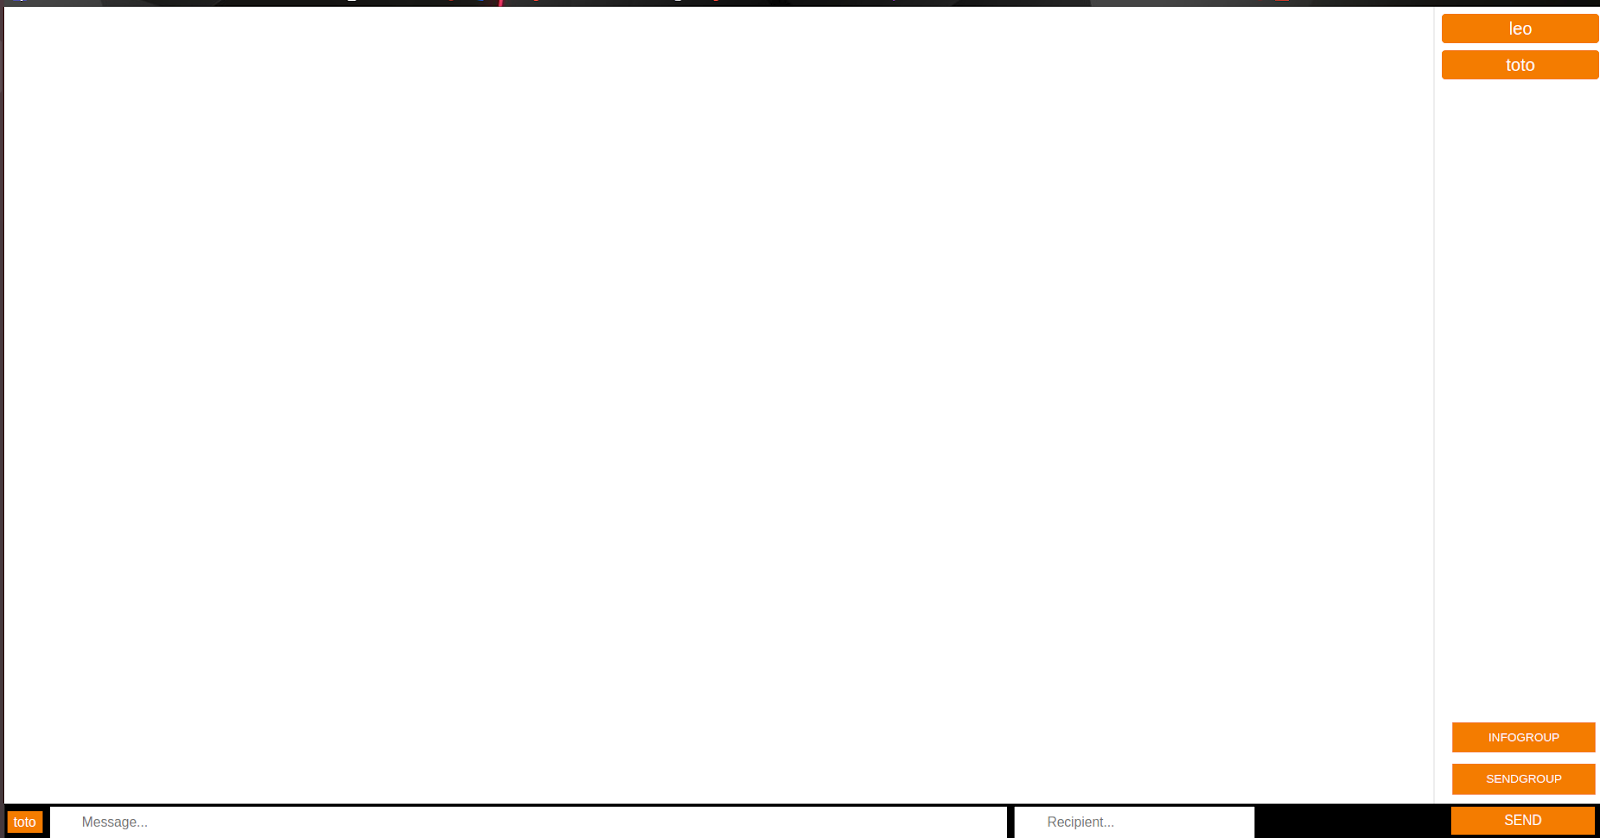 leo
toto
INFOGROUP
SENDGROUP
toto
Message...
Recipient...
SEND